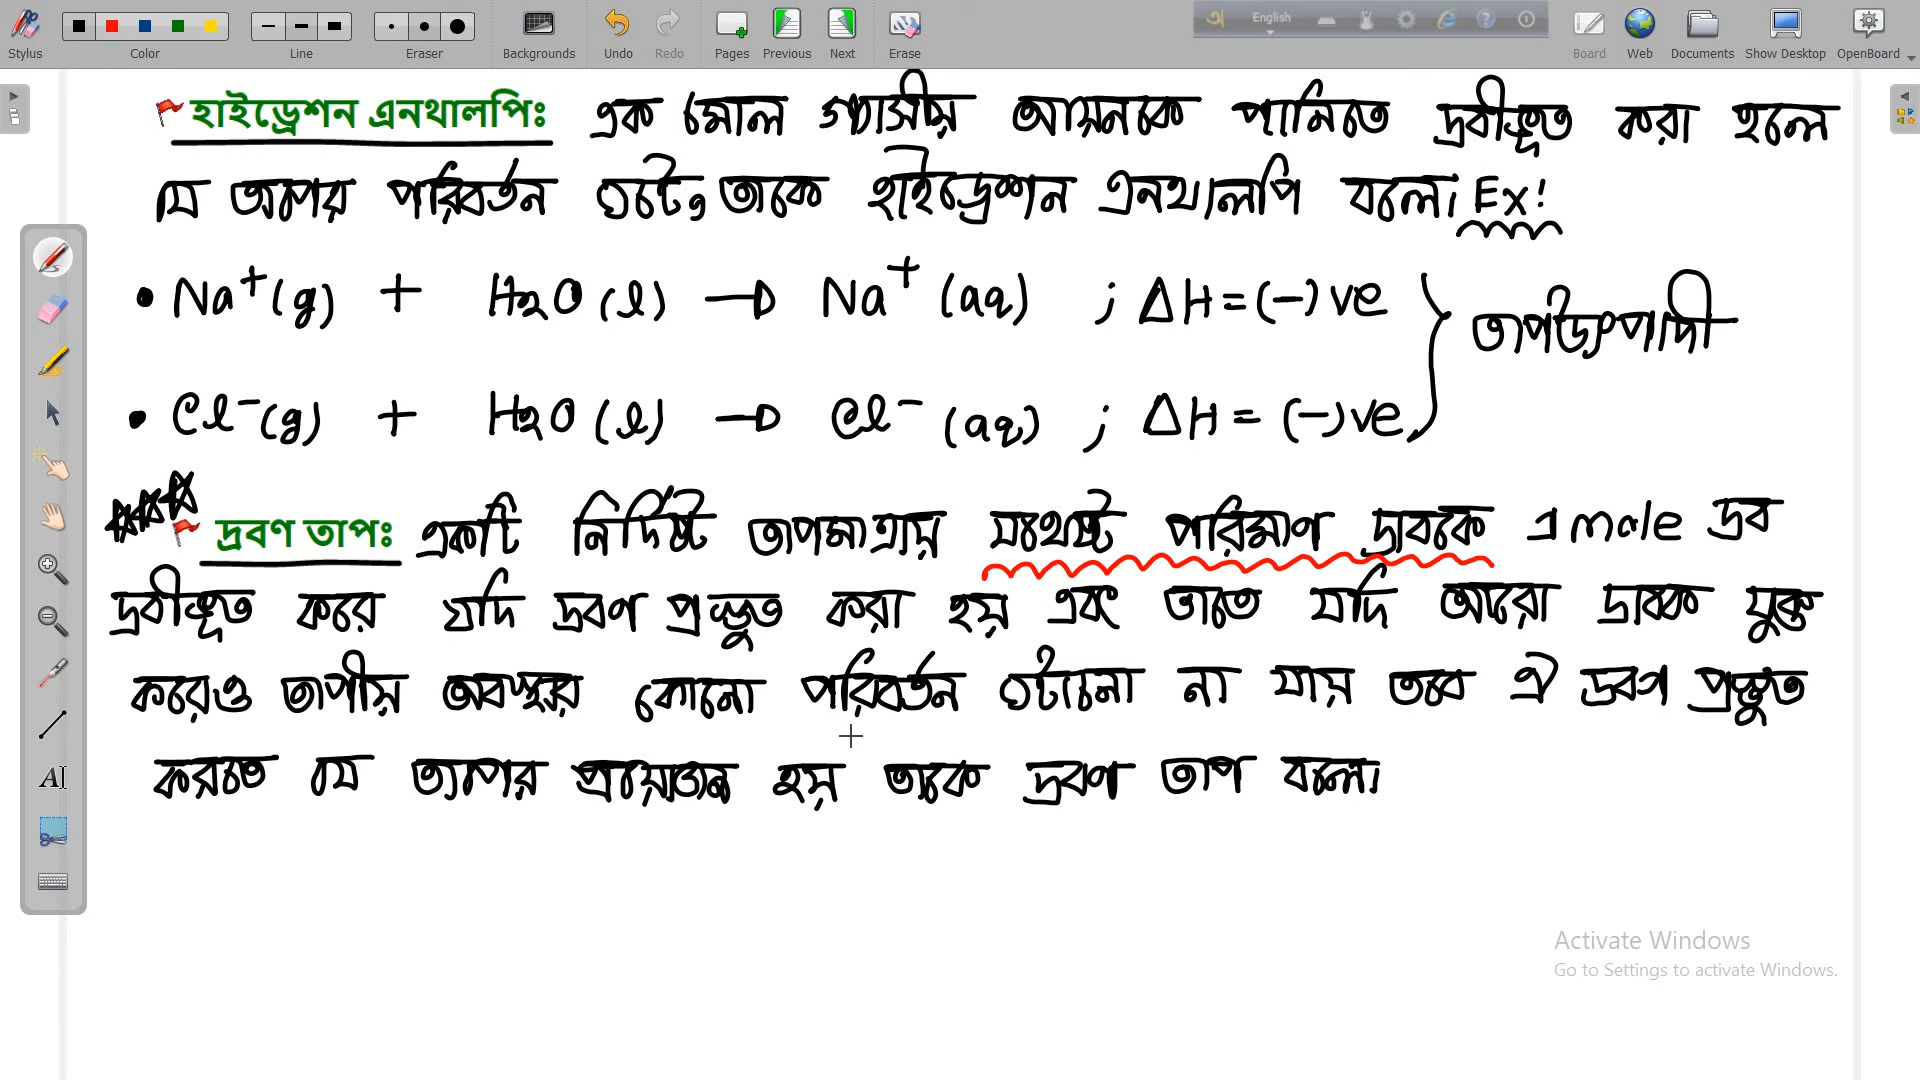 Stylus Color Line Eraser Backgrounds Undo Redo Pages Previous Next Erase English Board Web Documents Show Desktop OpenBoard
হাইড্রেশন এনথালপিঃ এক মোল গ্যাসীয় আয়নকে পানিতে দ্রবীভূত করা হলে
যে তাপের পরিবর্তন ঘটে, তাকে হাইড্রেশন এনথালপি বলে। Ex:
• Na⁺(g) + H₂O(l) → Na⁺(aq) ; ΔH = (-)ve
তাপউৎপাদী
• Cl⁻(g) + H₂O(l) → Cl⁻(aq) ; ΔH = (-)ve
দ্রবণ তাপঃ একটি নির্দিষ্ট তাপমাত্রায় যথেষ্ট পরিমাণ দ্রাবকে 1 mole দ্রব
দ্রবীভূত করে যদি দ্রবণ প্রস্তুত করা হয় এবং তাতে যদি আরো দ্রাবক যুক্ত
করেও তাপীয় অবস্থার কোনো পরিবর্তন ঘটানো না যায় তবে ঐ দ্রবণ প্রস্তুত
করতে যে তাপের প্রয়োজন হয় তাকে দ্রবণ তাপ বলে।
Activate Windows
Go to Settings to activate Windows.